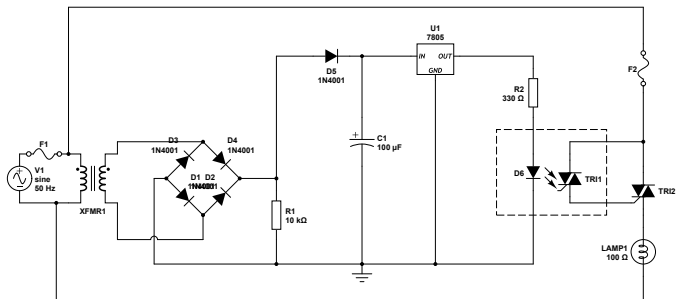 F1
V1
sine
50 Hz
XFMR1
D3
1N4001
D4
1N4001
D1
D2
1N4001
R1
10 kΩ
D5
1N4001
C1
100 µF
+
U1
7805
IN
OUT
GND
R2
330 Ω
D6
TRI1
F2
TRI2
LAMP1
100 Ω